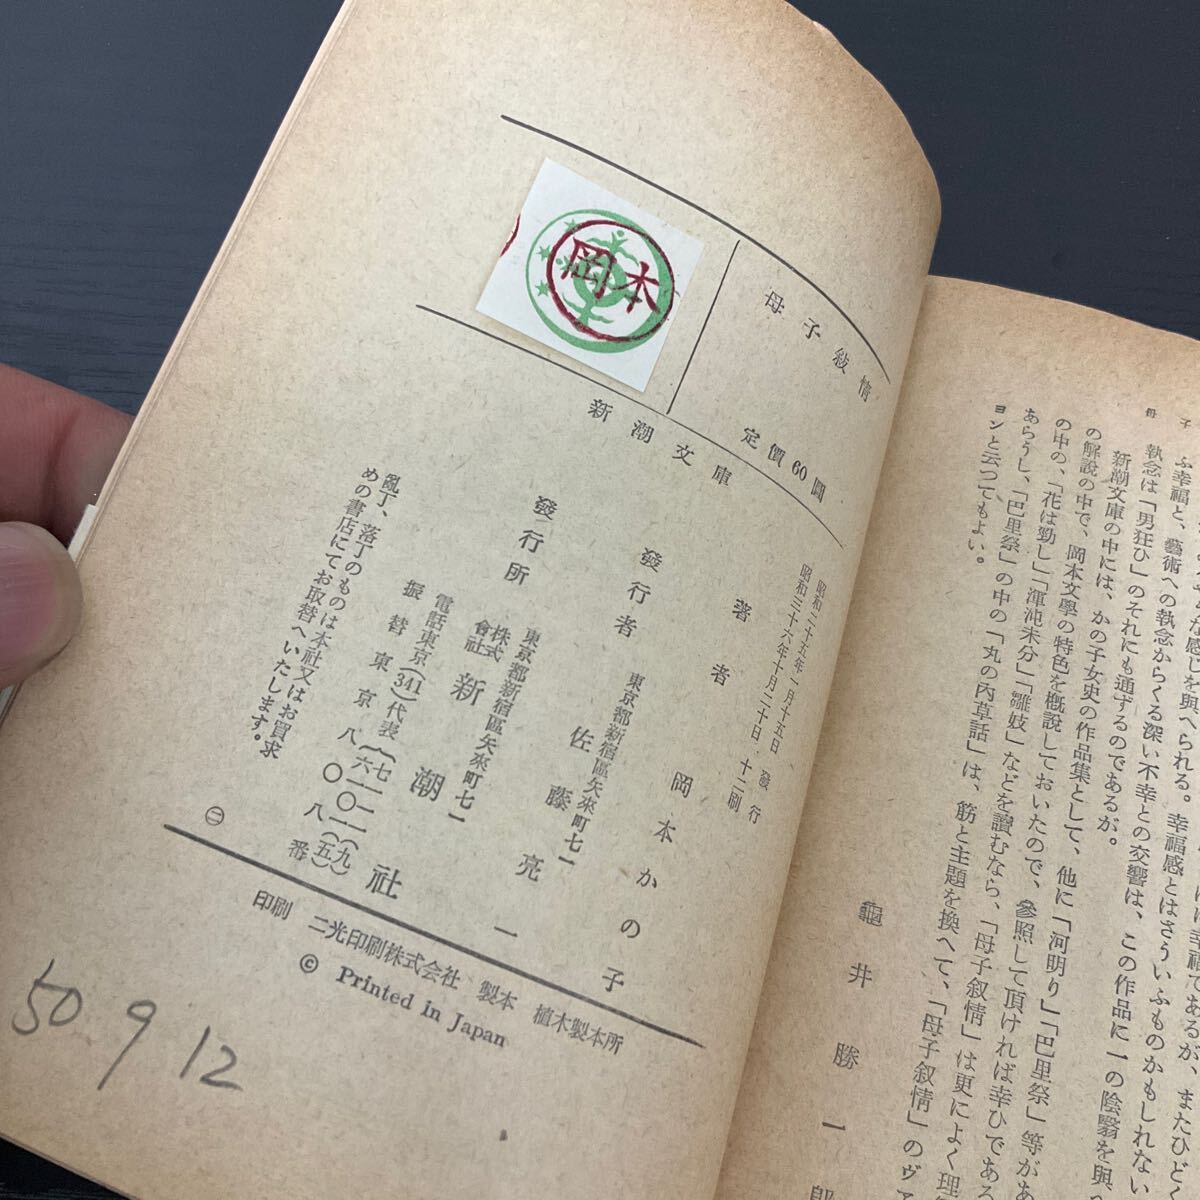 ふ幸福と、藝術への執念からくる深い不幸との交響は、この作品に一の陰翳を與
執念は「男狂ひ」のそれにも通ずるのであるが。
新潮文庫の中には、かの子女史の作品集として、他に「河明り」「巴里祭」等があ
の解説の中で、岡本文學の特色を概説しておいたので、參照して頂ければ幸ひである
の中の、「花は勁し」「渾沌未分」「雛妓」などを讀むなら、「母子叙情」は更によく理
あらうし、「巴里祭」の中の「丸の内草話」は、筋と主題を換へて、「母子叙情」のヴァ
ヨンと云つてもよい。
龜井勝一郎
母子敍情
定價60圓
岡本
新潮文庫
昭和二十五年一月十五日 發行
昭和三十六年十月二十日 十二刷
著者 岡本かの子
發行者 佐藤亮一
東京都新宿區矢來町七一
發行所 株式會社 新潮社
東京都新宿區矢來町七一
電話東京(341)代表
振替東京八〇八番
亂丁、落丁のものは本社又はお買求
めの書店にてお取替へいたします。
㊁
印刷 二光印刷株式会社 製本 植木製本所
© Printed in Japan
50 9 12